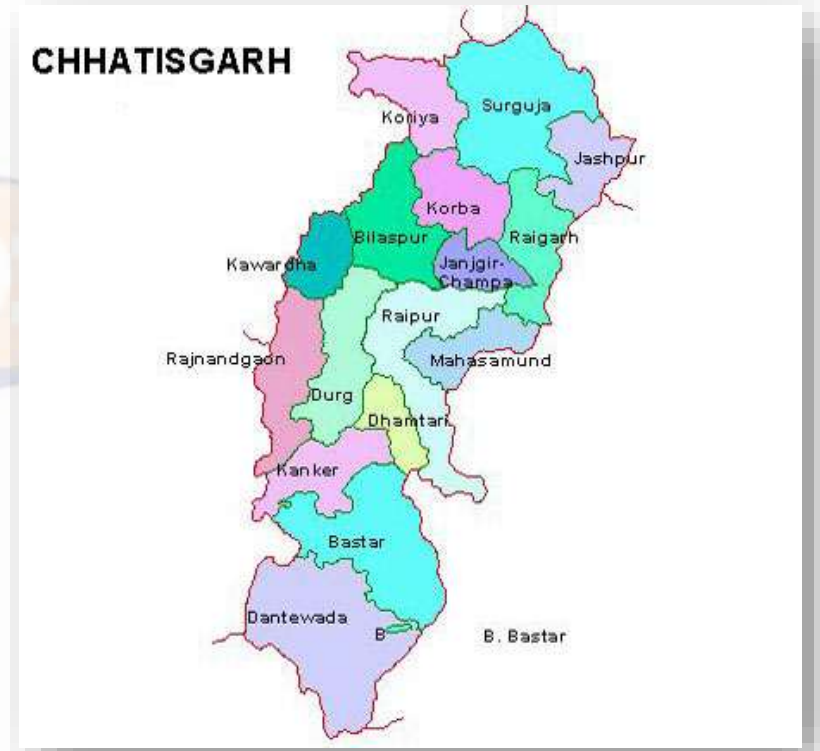 CHHATISGARH
Surguja
Koriya
Jashpur
Korba
Bilaspur
Raigarh
Kawardha
Janjgir-
Champa
Raipur
Rajnandgaon
Mahasamund
Durg
Dhamtari
Kanker
Bastar
Dantewada
B
B. Bastar